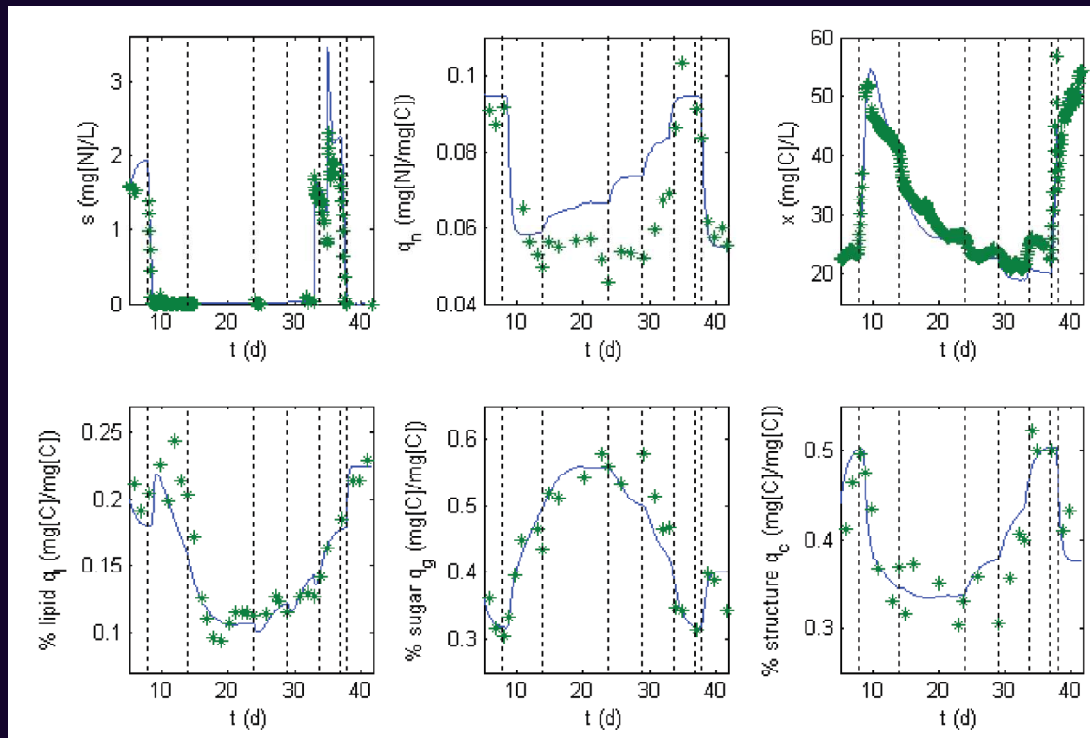 s (mg[N]/L)
3
2
1
0
10 20 30 40
t (d)
q_n (mg[N]/mg[C])
0.1
0.08
0.06
0.04
10 20 30 40
t (d)
x (mg[C]/L)
60
50
40
30
20
10 20 30 40
t (d)
% lipid q_l (mg[C]/mg[C])
0.25
0.2
0.15
0.1
10 20 30 40
t (d)
% sugar q_g (mg[C]/mg[C])
0.6
0.5
0.4
0.3
10 20 30 40
t (d)
% structure q_c (mg[C]/mg[C])
0.5
0.4
0.3
10 20 30 40
t (d)